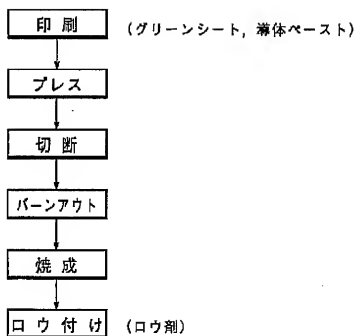 印刷 (グリーンシート, 導体ペースト)
プレス
切断
バーンアウト
焼成
ロウ付け (ロウ剤)